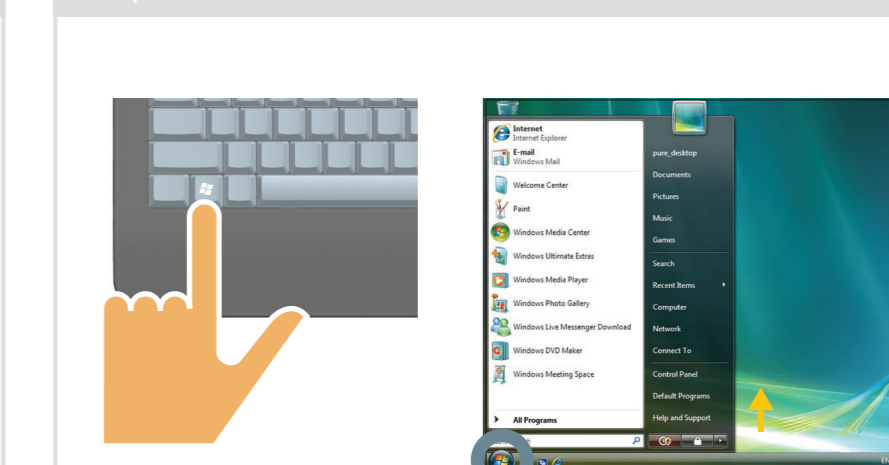 Internet
Internet Explorer
E-mail
Windows Mail
Welcome Center
Paint
Windows Media Center
Windows Ultimate Extras
Windows Media Player
Windows Photo Gallery
Windows Live Messenger Download
Windows DVD Maker
Windows Meeting Space
All Programs
pure_desktop
Documents
Pictures
Music
Games
Search
Recent Items
Computer
Network
Connect To
Control Panel
Default Programs
Help and Support
EN